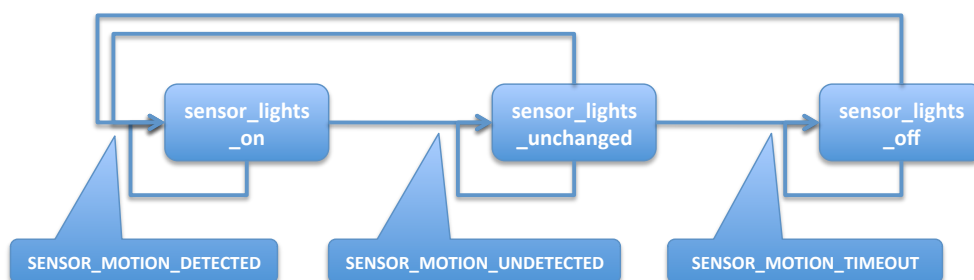 sensor_lights
_on
sensor_lights
_unchanged
sensor_lights
_off
SENSOR_MOTION_DETECTED
SENSOR_MOTION_UNDETECTED
SENSOR_MOTION_TIMEOUT